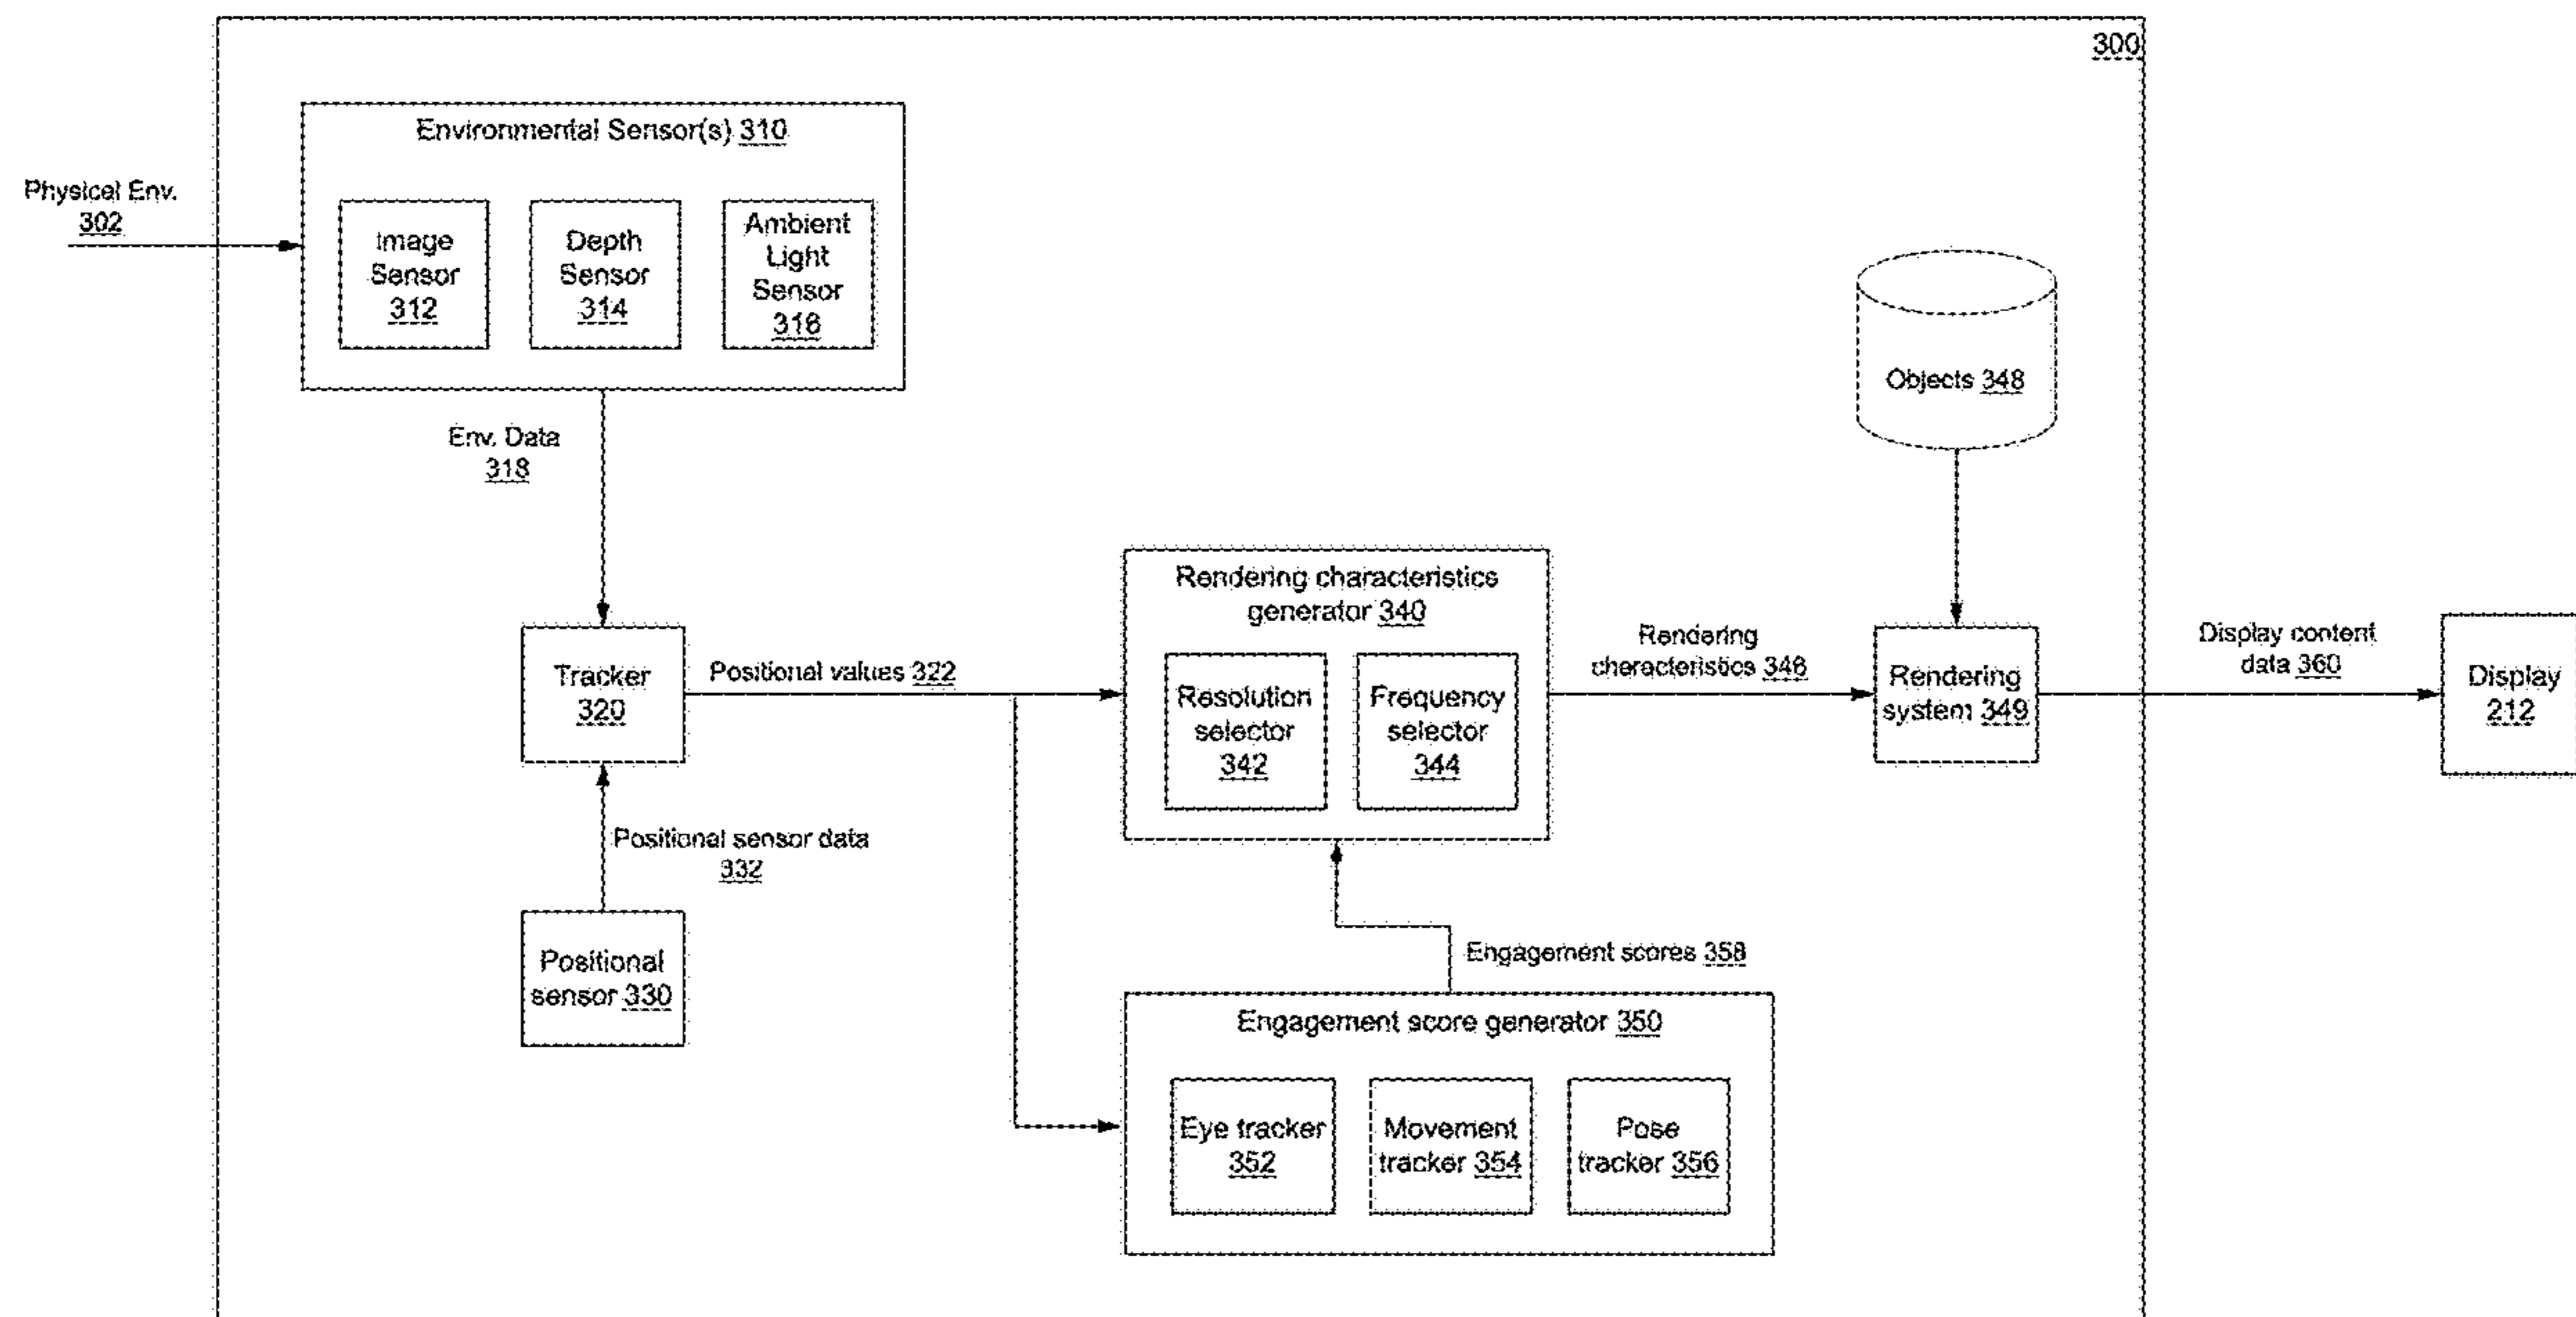 300
Environmental Sensor(s) 310
Physical Env.
302
Image
Sensor
312
Depth
Sensor
314
Ambient
Light
Sensor
316
Objects 348
Env. Data
318
Rendering characteristics
generator 340
Tracker
320
Positional values 322
Resolution
selector
342
Frequency
selector
344
Rendering
characteristics 346
Rendering
system 349
Display content
data 360
Display
212
Positional sensor data
332
Positional
sensor 330
Engagement scores 358
Engagement score generator 350
Eye tracker
352
Movement
tracker 354
Pose
tracker 356